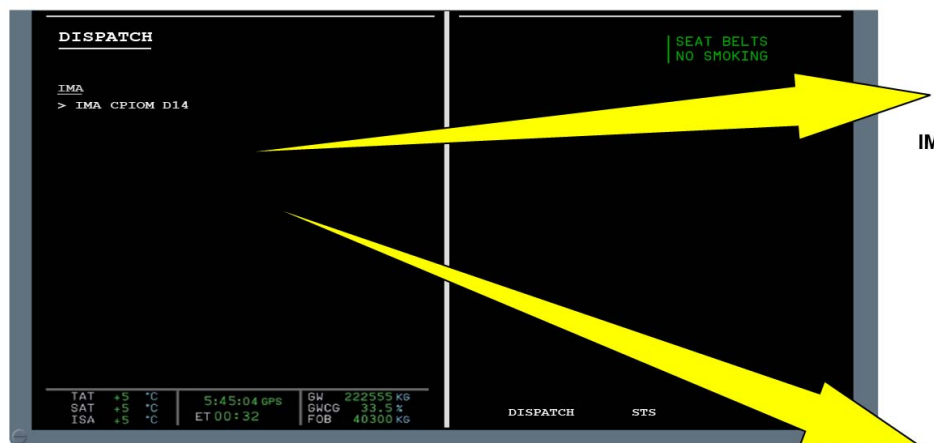 DISPATCH
IMA
> IMA CPIOM D14
SEAT BELTS
NO SMOKING
IM
TAT +5 °C
SAT +5 °C
ISA +5 °C
5:45:04 GPS
ET 00:32
GW 222555 KG
GWCG 33.5 %
FOB 40300 KG
DISPATCH STS